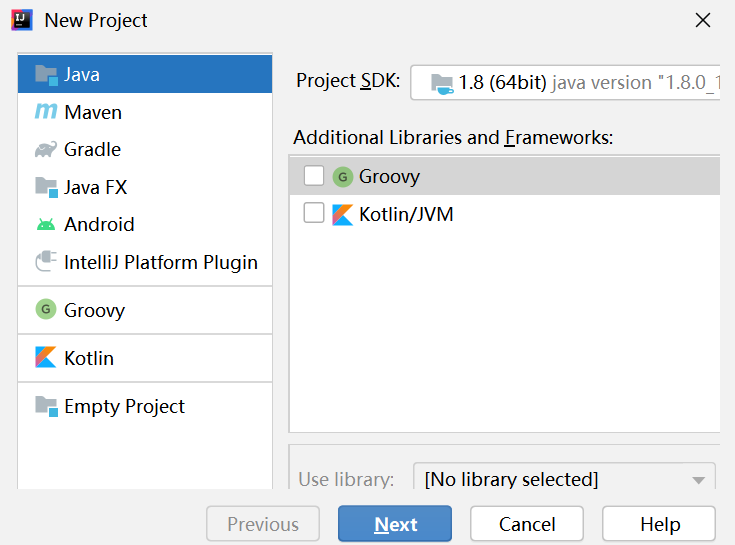 New Project
Java
Maven
Gradle
Java FX
Android
IntelliJ Platform Plugin
Groovy
Kotlin
Empty Project
Project SDK: 1.8 (64bit) java version "1.8.0_1
Additional Libraries and Frameworks:
Groovy
Kotlin/JVM
Use library: [No library selected]
Previous Next Cancel Help